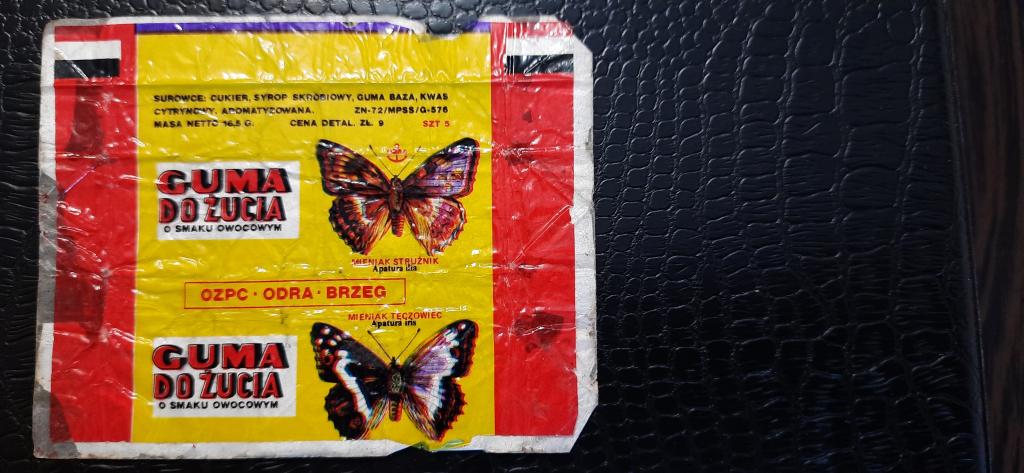 SUROWCE: CUKIER, SYROP SKROBIOWY, GUMA BAZA, KWAS
CYTRYNOWY, AROMATYZOWANA. ZN-72/MPSS/G-576
MASA NETTO 16,5 G. CENA DETAL. ZŁ. 9 SZT 5
GUMA
DO ŻUCIA
O SMAKU OWOCOWYM
MIENIAK STRUŻNIK
Apatura ilia
OZPC · ODRA · BRZEG
MIENIAK TĘCZOWIEC
Apatura iris
GUMA
DO ŻUCIA
O SMAKU OWOCOWYM